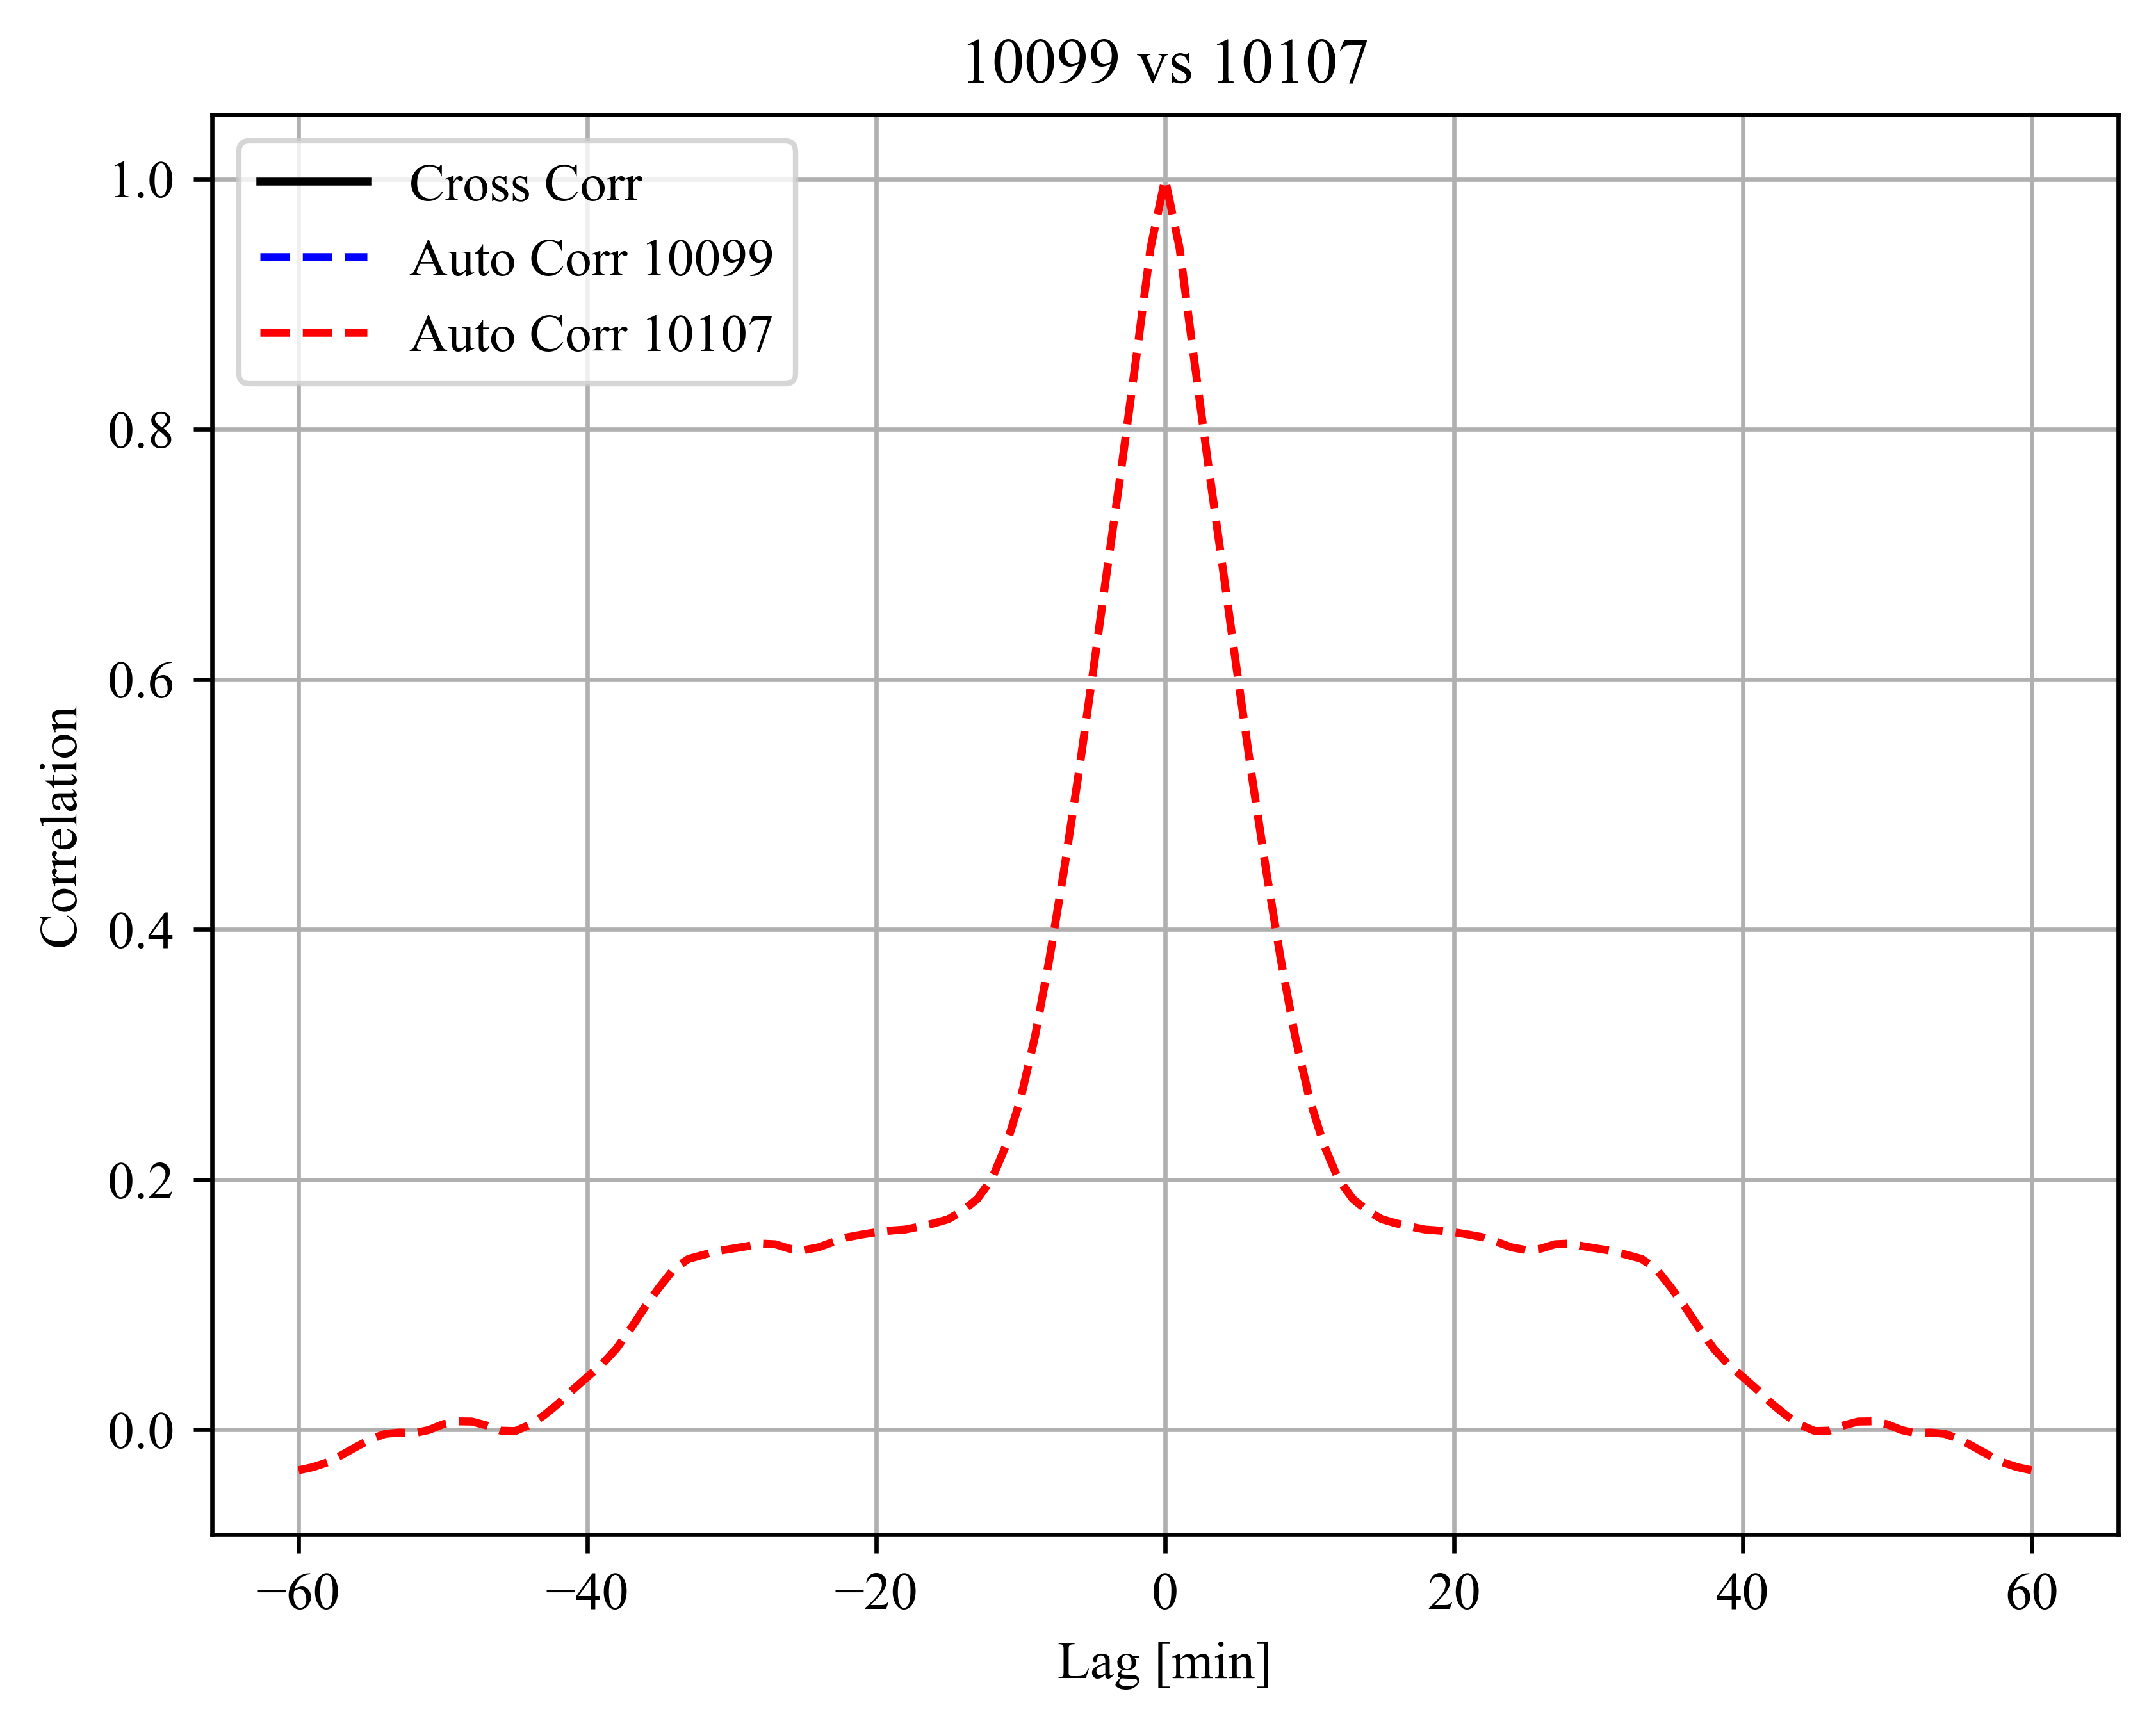 10099 vs 10107
Cross Corr
Auto Corr 10099
Auto Corr 10107
1.0
0.8
0.6
0.4
0.2
0.0
Correlation
−60 −40 −20 0 20 40 60
Lag [min]